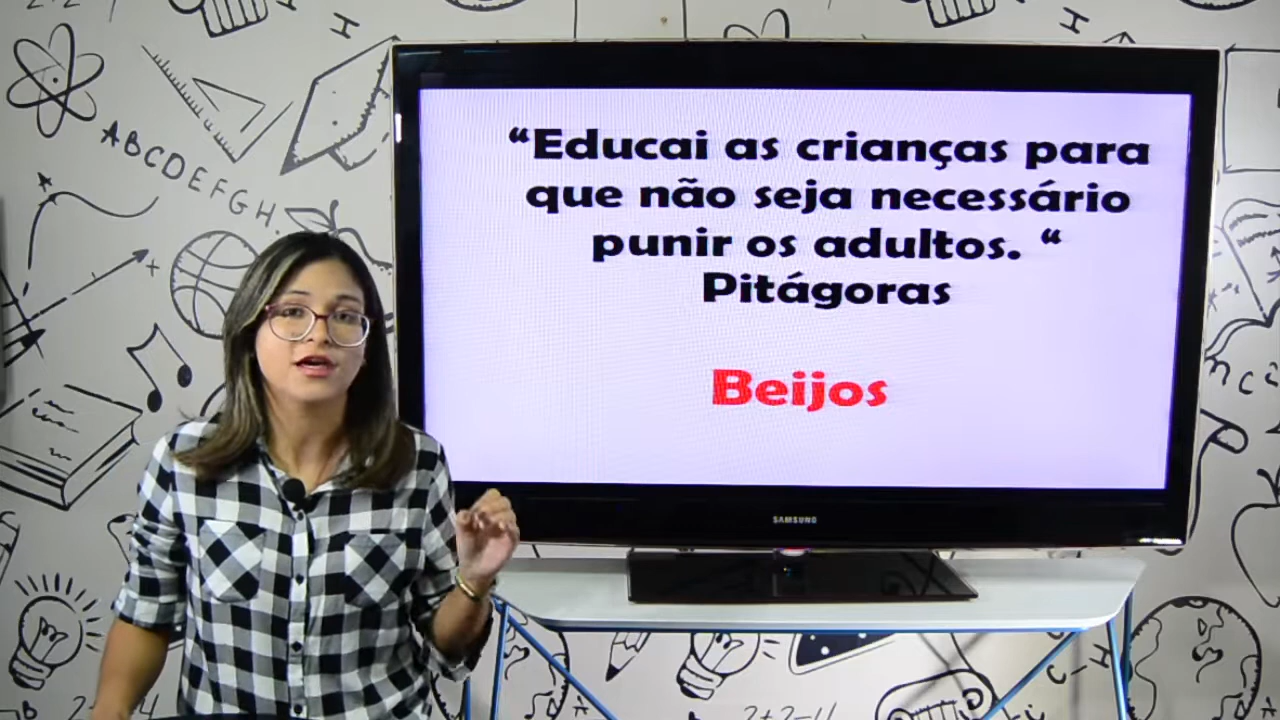 “Educai as crianças para
que não seja necessário
punir os adultos. “
Pitágoras
Beijos
SAMSUNG
ABCDEFGH
H
H